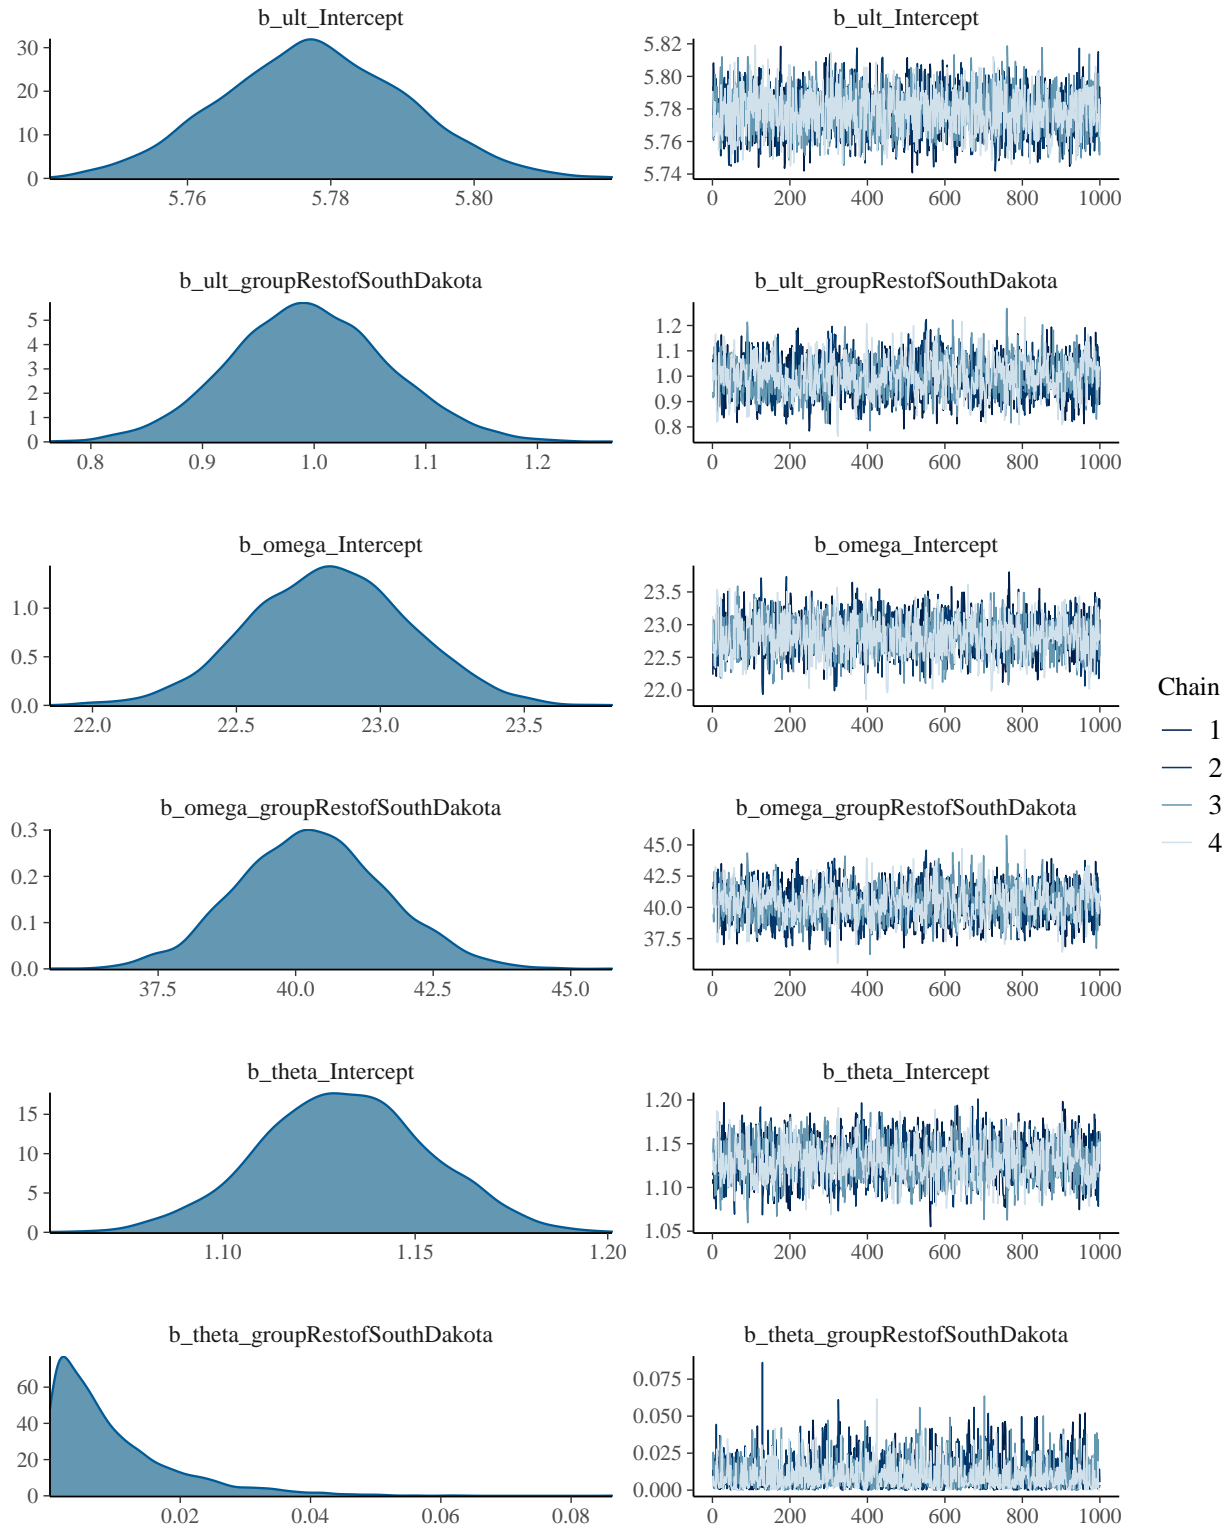 b_ult_Intercept
30
20
10
0
5.76 5.78 5.80
b_ult_Intercept
5.82
5.80
5.78
5.76
5.74
0 200 400 600 800 1000
b_ult_groupRestofSouthDakota
5
4
3
2
1
0
0.8 0.9 1.0 1.1 1.2
b_ult_groupRestofSouthDakota
1.2
1.1
1.0
0.9
0.8
0 200 400 600 800 1000
b_omega_Intercept
1.0
0.5
0.0
22.0 22.5 23.0 23.5
b_omega_Intercept
23.5
23.0
22.5
22.0
0 200 400 600 800 1000
b_omega_groupRestofSouthDakota
0.3
0.2
0.1
0.0
37.5 40.0 42.5 45.0
b_omega_groupRestofSouthDakota
45.0
42.5
40.0
37.5
0 200 400 600 800 1000
b_theta_Intercept
15
10
5
0
1.10 1.15 1.20
b_theta_Intercept
1.20
1.15
1.10
1.05
0 200 400 600 800 1000
b_theta_groupRestofSouthDakota
60
40
20
0
0.02 0.04 0.06 0.08
b_theta_groupRestofSouthDakota
0.075
0.050
0.025
0.000
0 200 400 600 800 1000
Chain
1
2
3
4